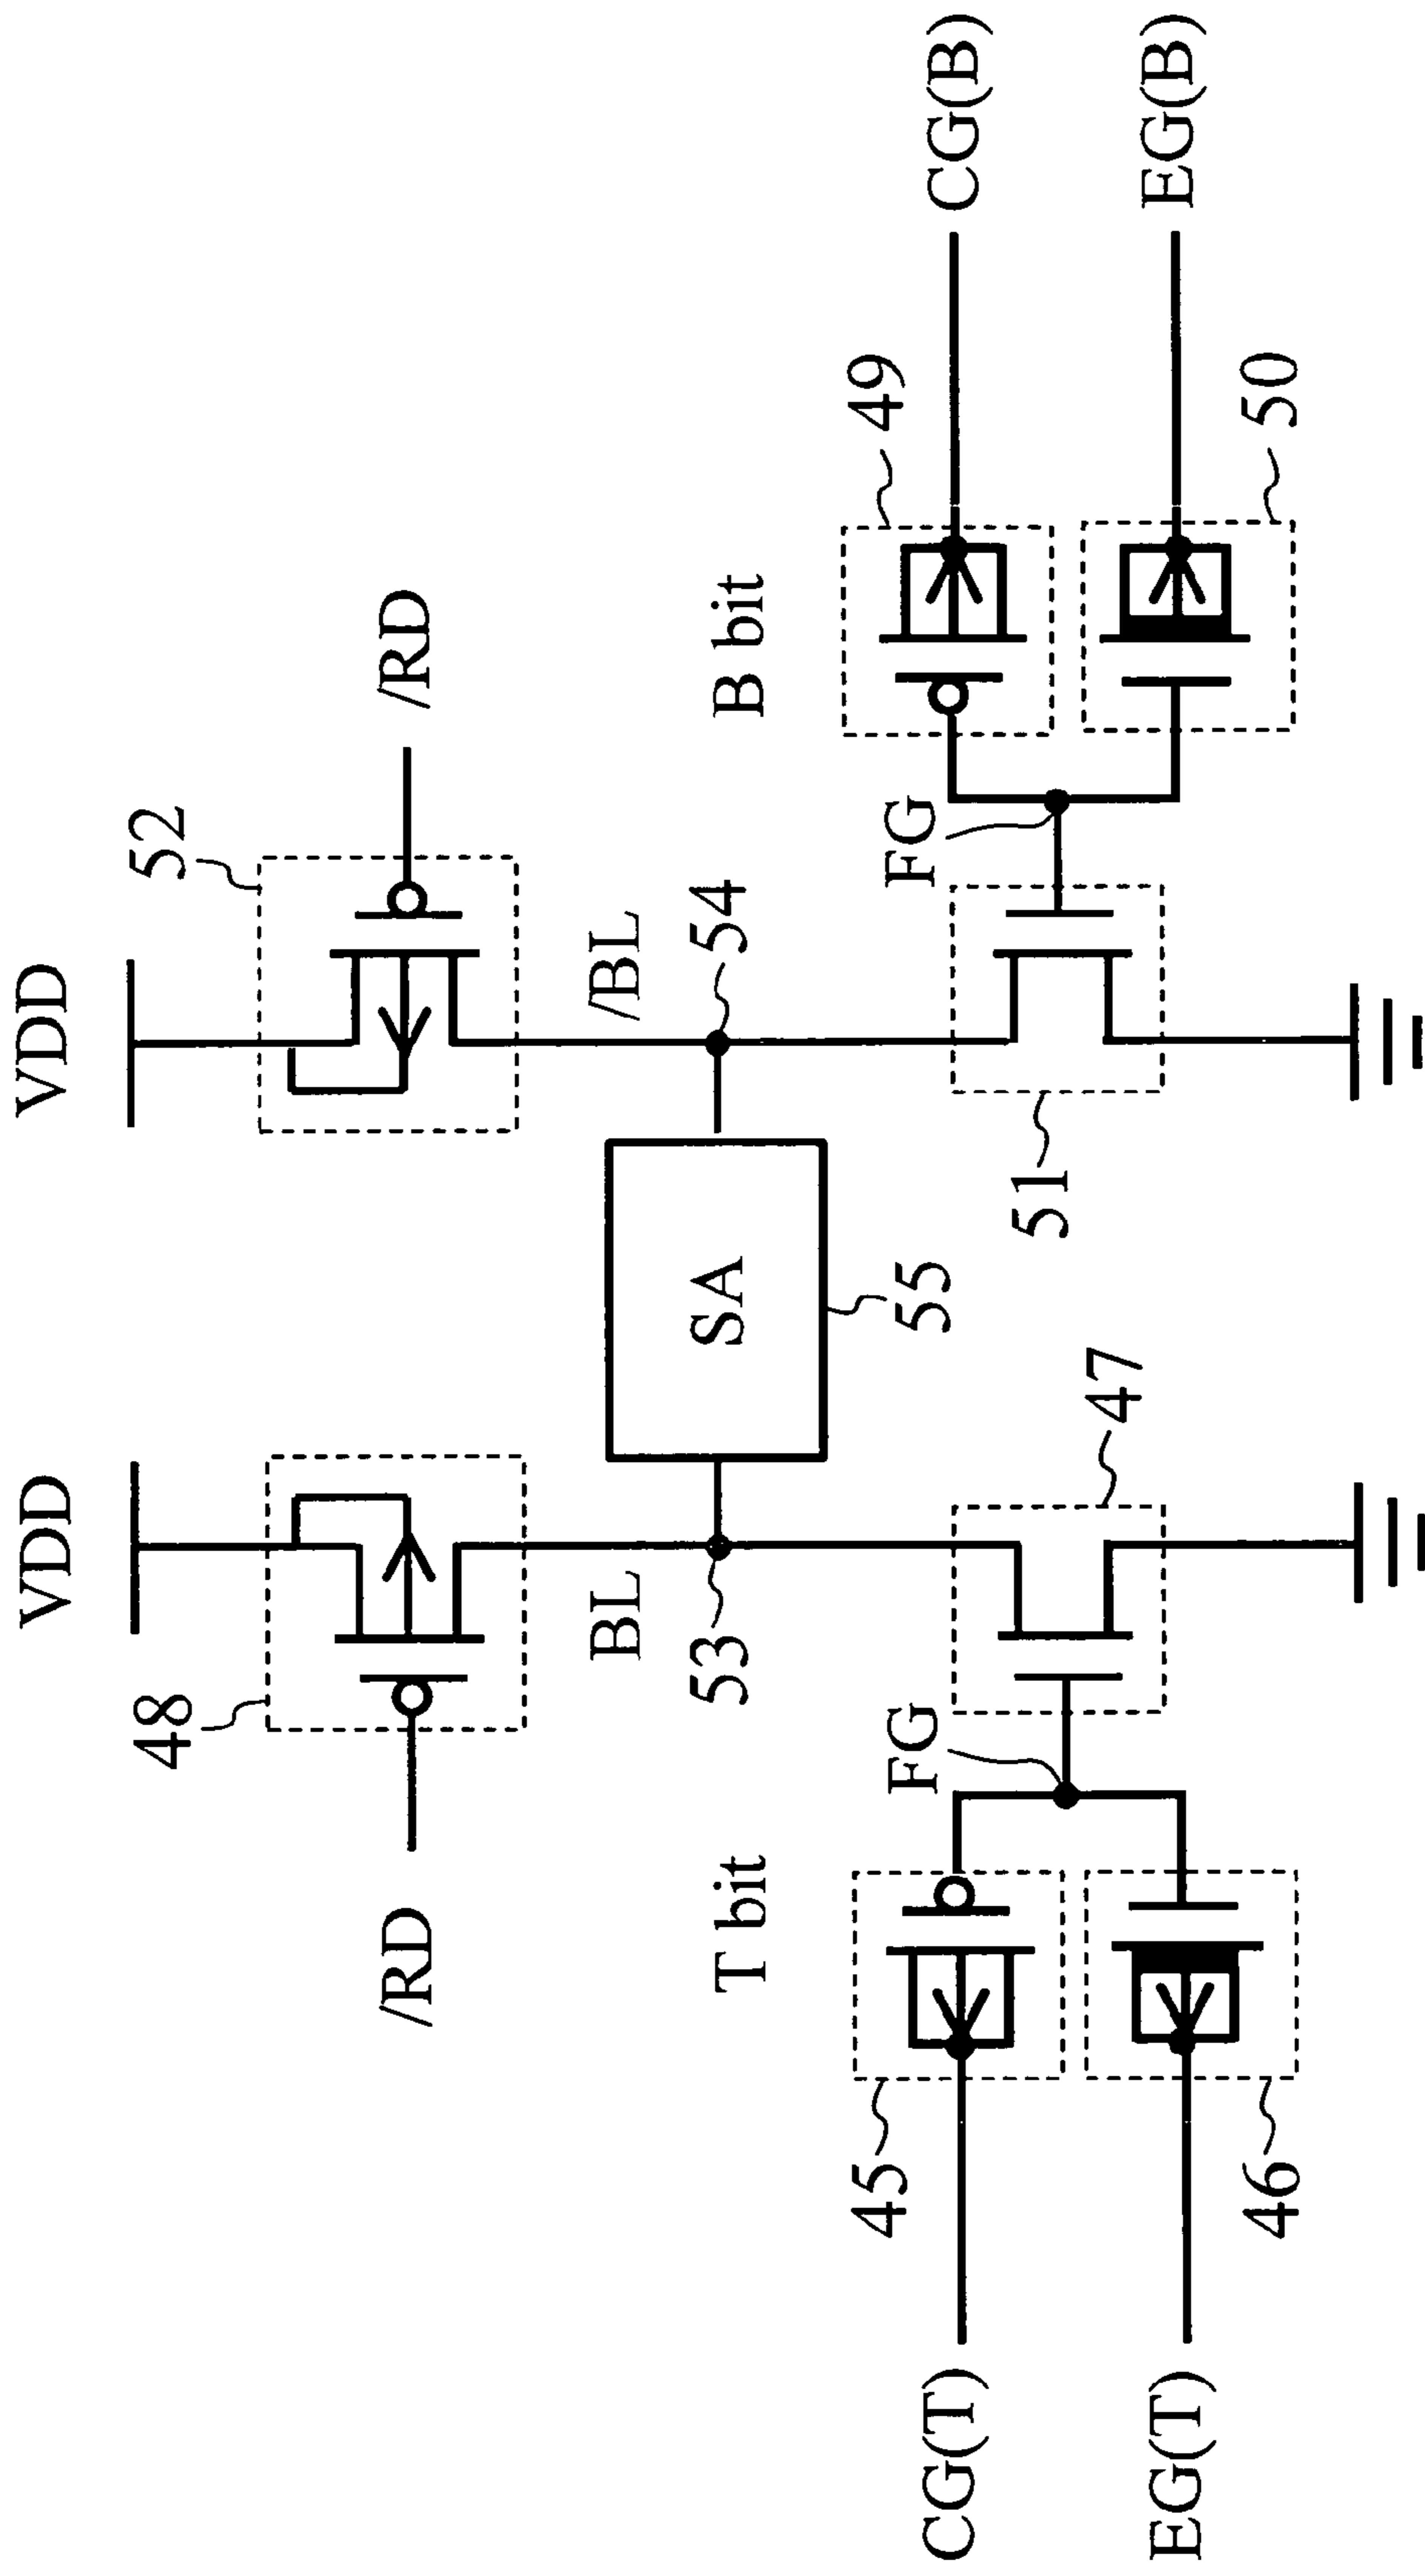 VDD
VDD
48
52
/RD
/RD
BL
/BL
53
54
SA
55
T bit
B bit
FG
FG
45
47
51
49
CG(T)
CG(B)
46
50
EG(T)
EG(B)